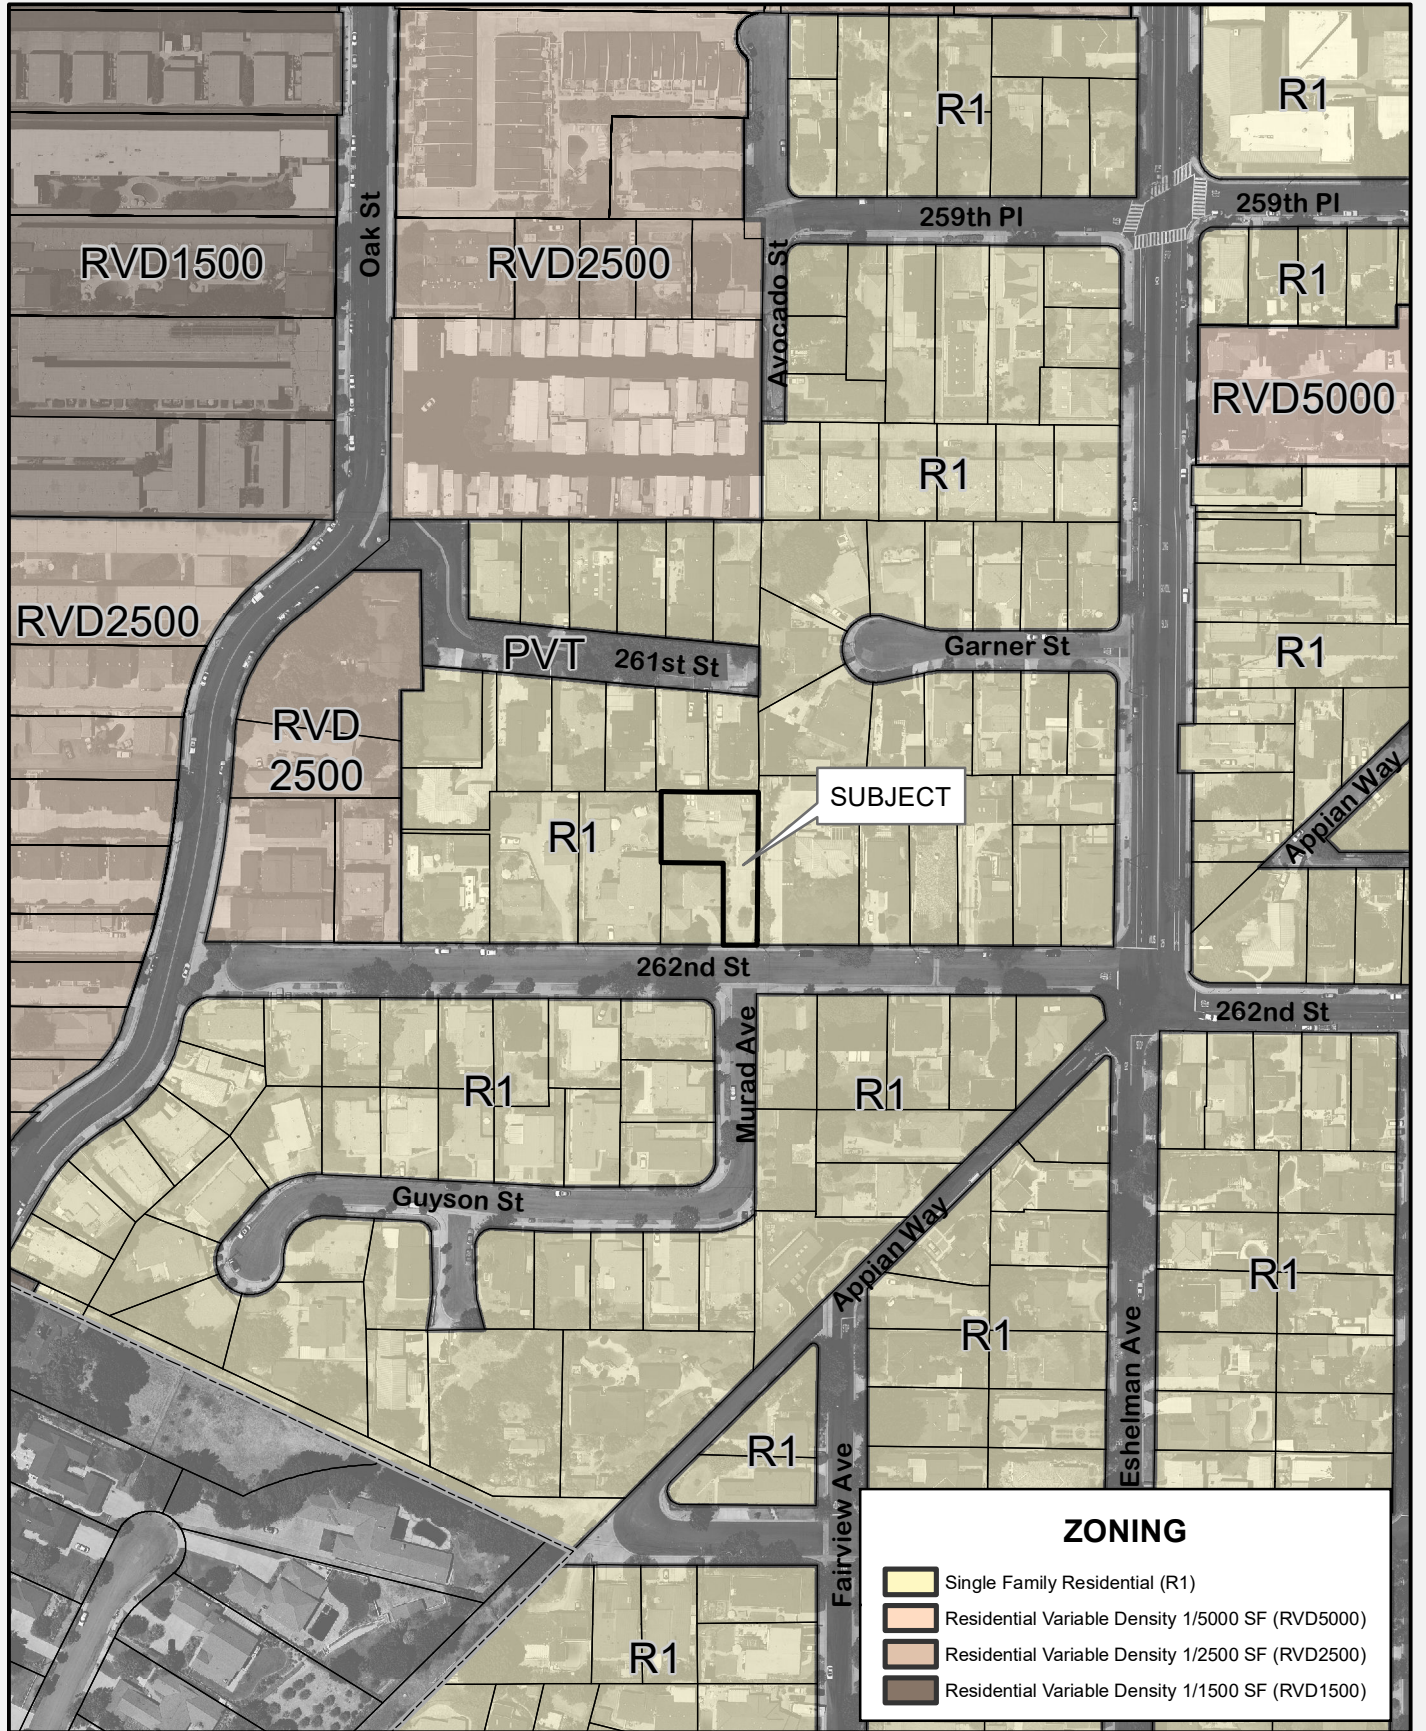 R1
R1
259th Pl
259th Pl
Oak St
RVD1500
RVD2500
Avocado St
R1
RVD5000
R1
RVD2500
PVT
261st St
Garner St
R1
RVD
2500
SUBJECT
Appian Way
R1
262nd St
262nd St
Murad Ave
R1
R1
Guyson St
Appian Way
R1
R1
Eshelman Ave
R1
Fairview Ave
R1
ZONING
Single Family Residential (R1)
Residential Variable Density 1/5000 SF (RVD5000)
Residential Variable Density 1/2500 SF (RVD2500)
Residential Variable Density 1/1500 SF (RVD1500)